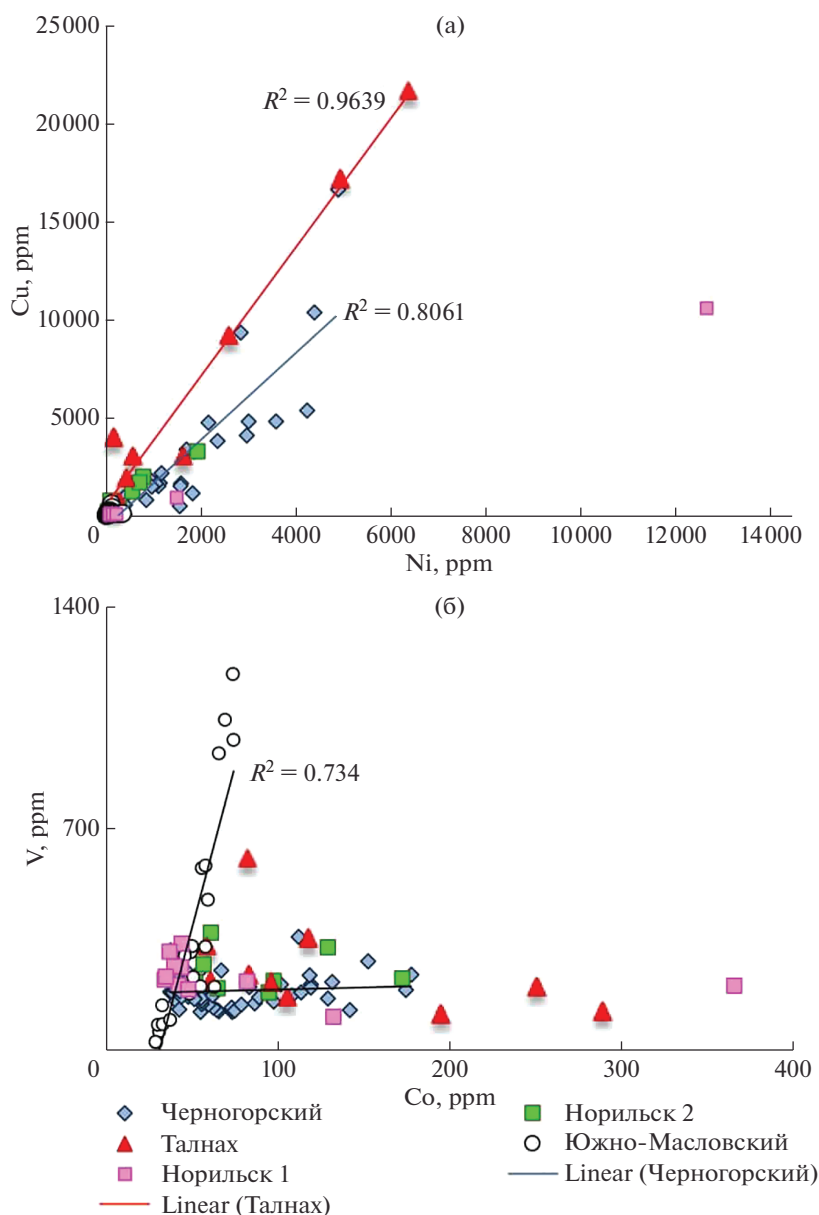 (а)
25000
20000
15000
10000
5000
0
Cu, ppm
R² = 0.9639
R² = 0.8061
0 2000 4000 6000 8000 10000 12000 14000
Ni, ppm
(б)
1400
700
0
V, ppm
R² = 0.734
0 100 200 300 400
Co, ppm
Черногорский
Талнах
Норильск 1
Linear (Талнах)
Норильск 2
Южно-Масловский
Linear (Черногорский)